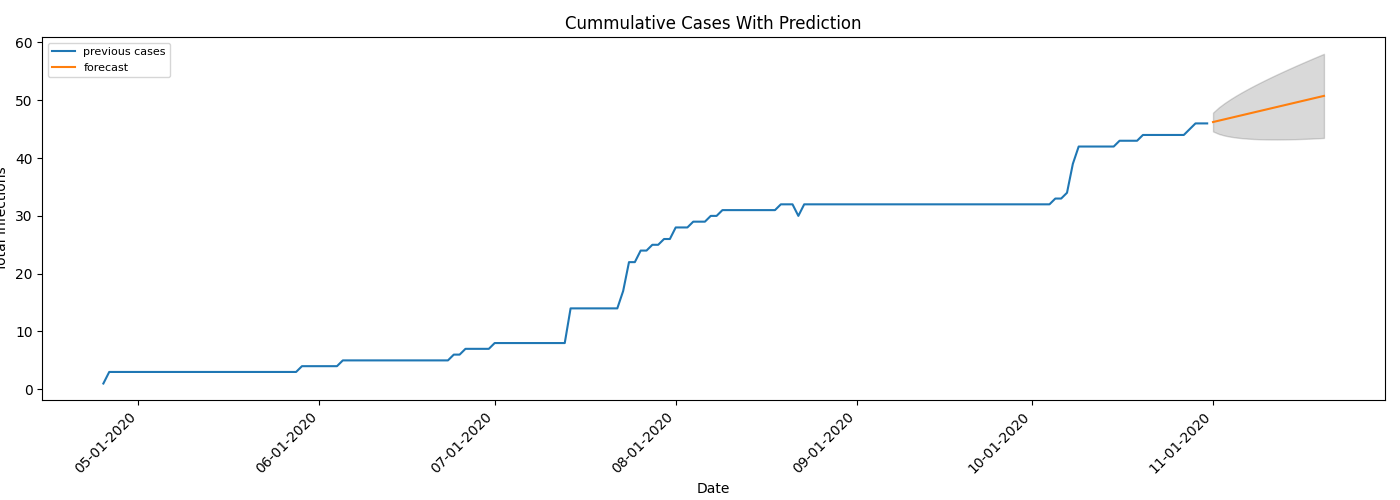 Cummulative Cases With Prediction
previous cases
forecast
60
50
40
30
20
10
0
Total Infections
05-01-2020
06-01-2020
07-01-2020
08-01-2020
09-01-2020
10-01-2020
11-01-2020
Date